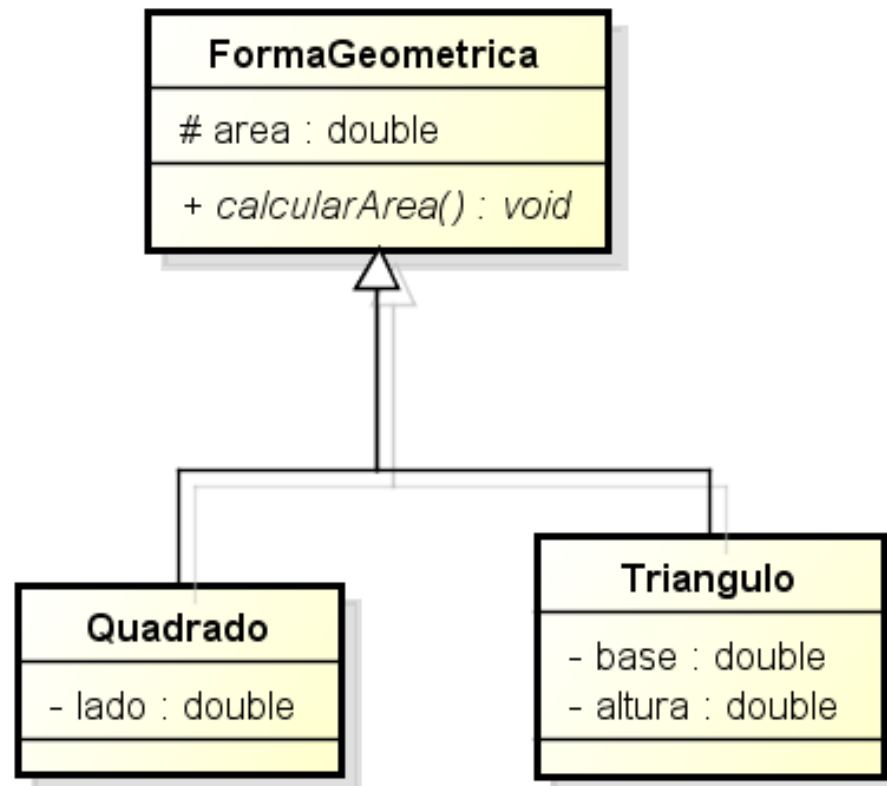 FormaGeometrica
# area : double
+ calcularArea() : void
Quadrado
- lado : double
Triangulo
- base : double
- altura : double